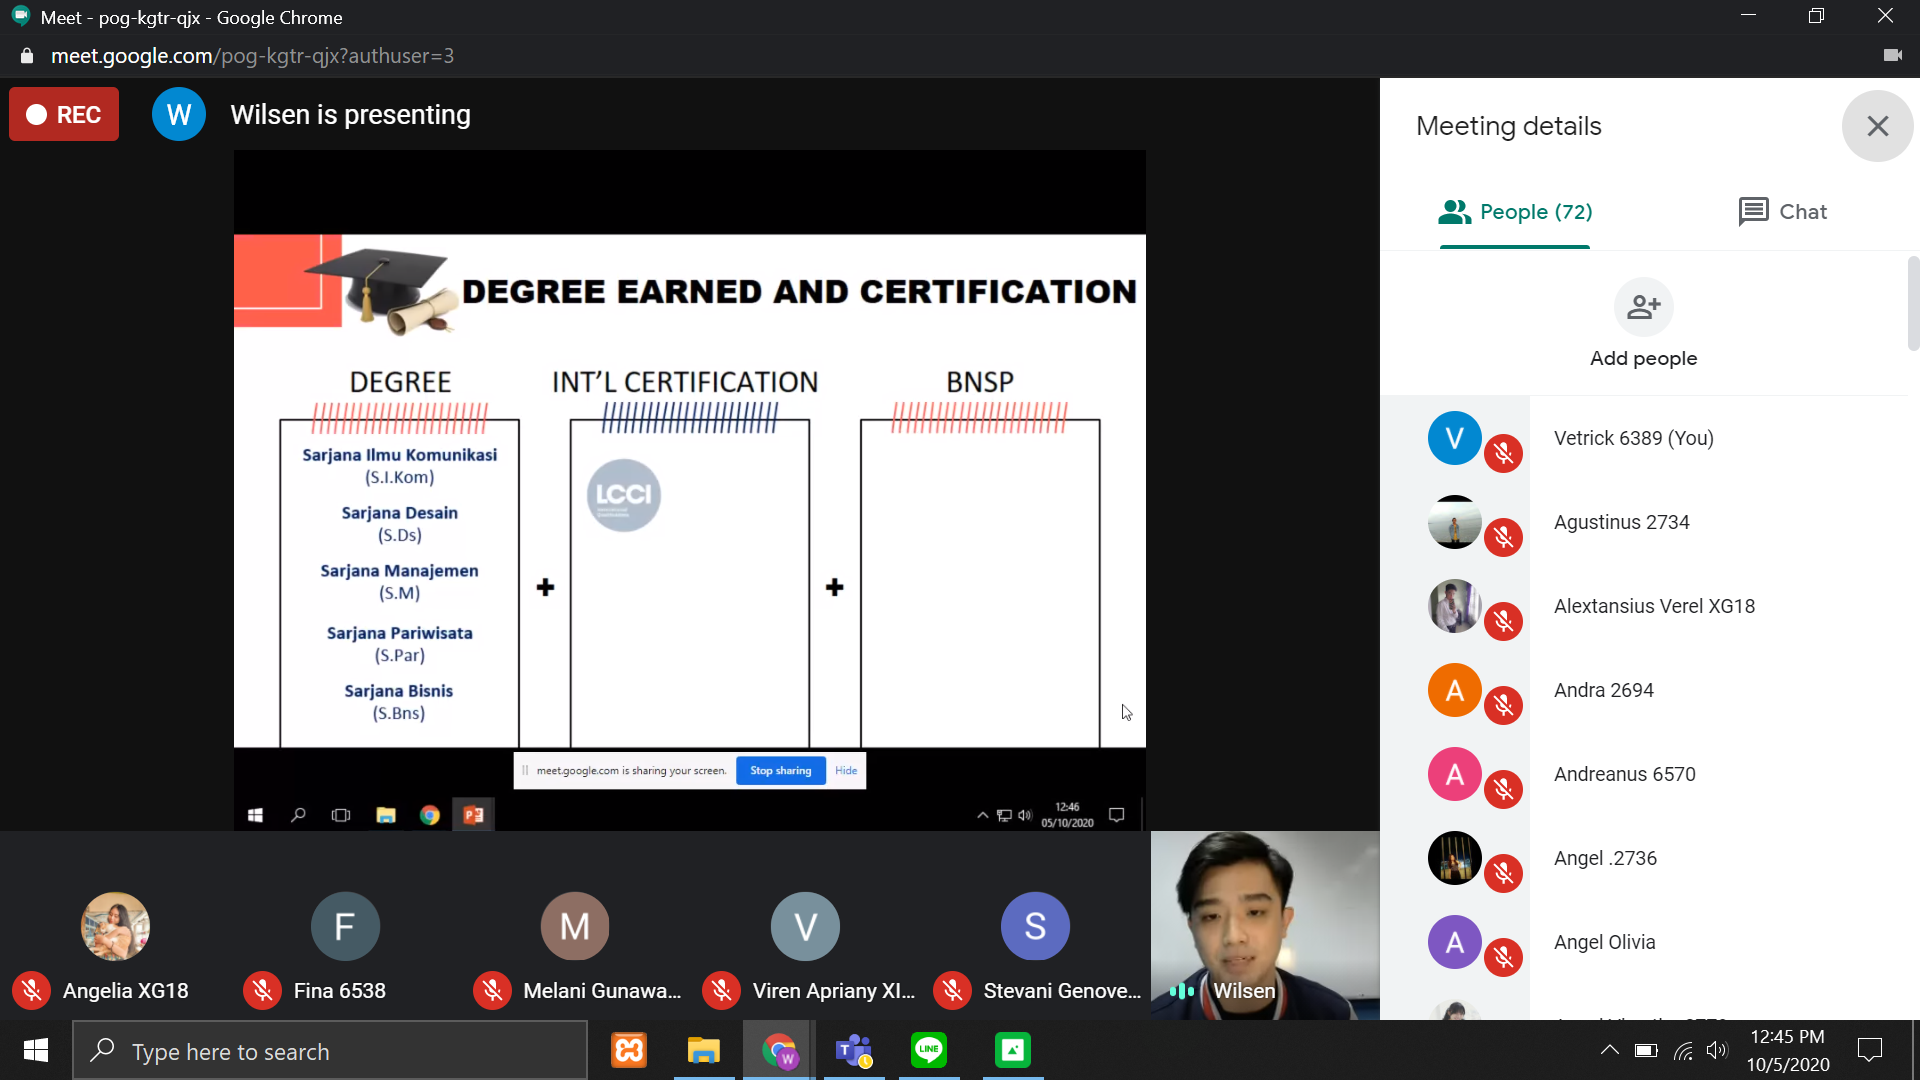 Meet - pog-kgtr-qjx - Google Chrome
meet.google.com/pog-kgtr-qjx?authuser=3
REC
W
Wilsen is presenting
DEGREE EARNED AND CERTIFICATION
DEGREE
INT'L CERTIFICATION
BNSP
Sarjana Ilmu Komunikasi
(S.I.Kom)
Sarjana Desain
(S.Ds)
Sarjana Manajemen
(S.M)
Sarjana Pariwisata
(S.Par)
Sarjana Bisnis
(S.Bns)
LCCI
+
+
meet.google.com is sharing your screen.
Stop sharing
Hide
12:46
05/10/2020
Angelia XG18
F
Fina 6538
M
Melani Gunawa...
V
Viren Apriany XI...
S
Stevani Genove...
Wilsen
Meeting details
People (72)
Chat
Add people
V
Vetrick 6389 (You)
Agustinus 2734
Alextansius Verel XG18
A
Andra 2694
A
Andreanus 6570
Angel .2736
A
Angel Olivia
Type here to search
W
T
LINE
12:45 PM
10/5/2020